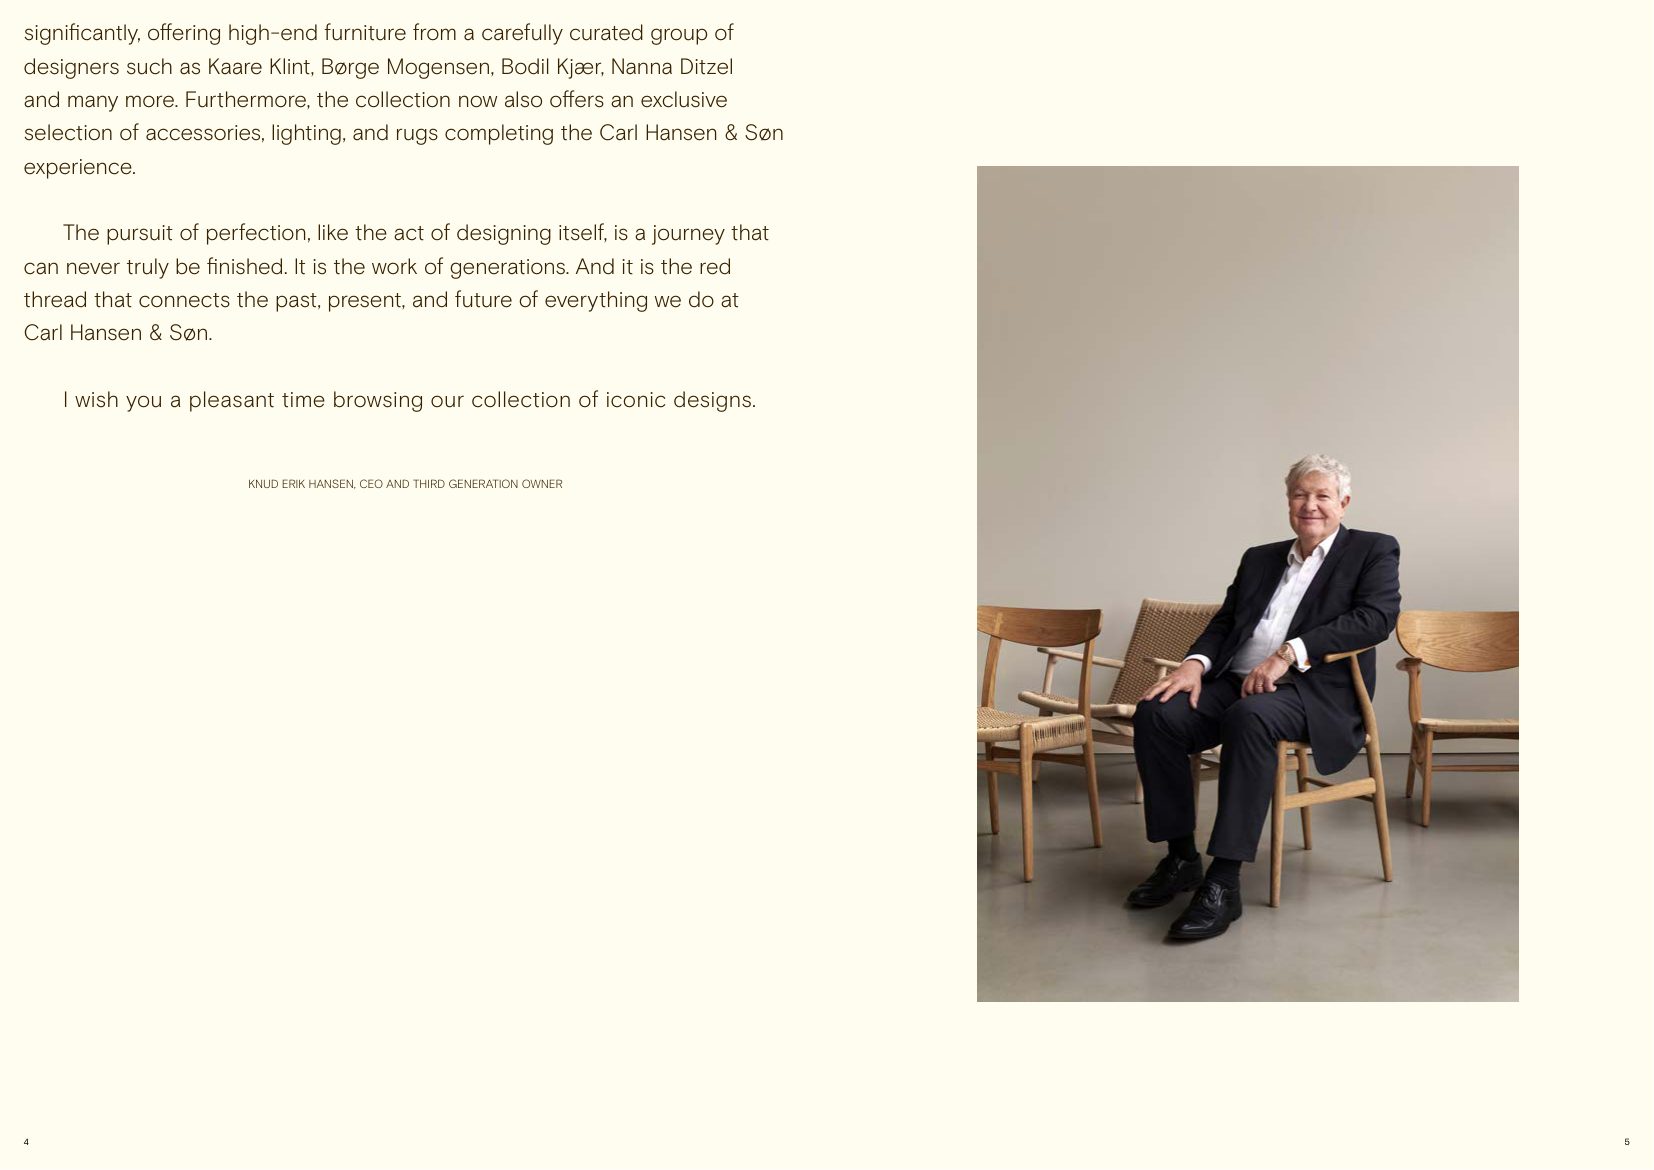 significantly, offering high-end furniture from a carefully curated group of
designers such as Kaare Klint, Børge Mogensen, Bodil Kjær, Nanna Ditzel
and many more. Furthermore, the collection now also offers an exclusive
selection of accessories, lighting, and rugs completing the Carl Hansen & Søn
experience.
The pursuit of perfection, like the act of designing itself, is a journey that
can never truly be finished. It is the work of generations. And it is the red
thread that connects the past, present, and future of everything we do at
Carl Hansen & Søn.
I wish you a pleasant time browsing our collection of iconic designs.
KNUD ERIK HANSEN, CEO AND THIRD GENERATION OWNER
4
5